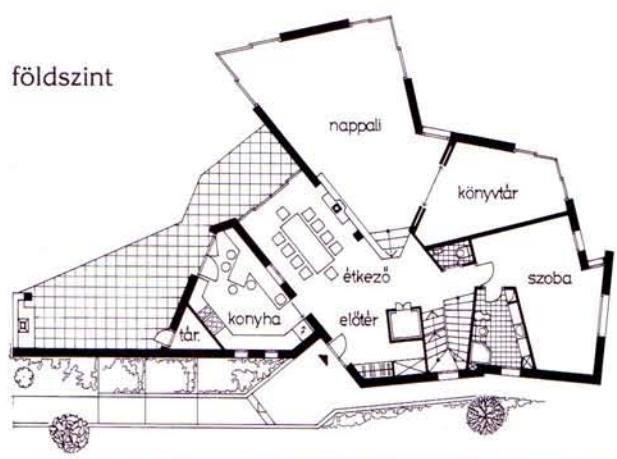 földszint
nappali
könyvtár
étkező
szoba
konyha
előtér
tár.